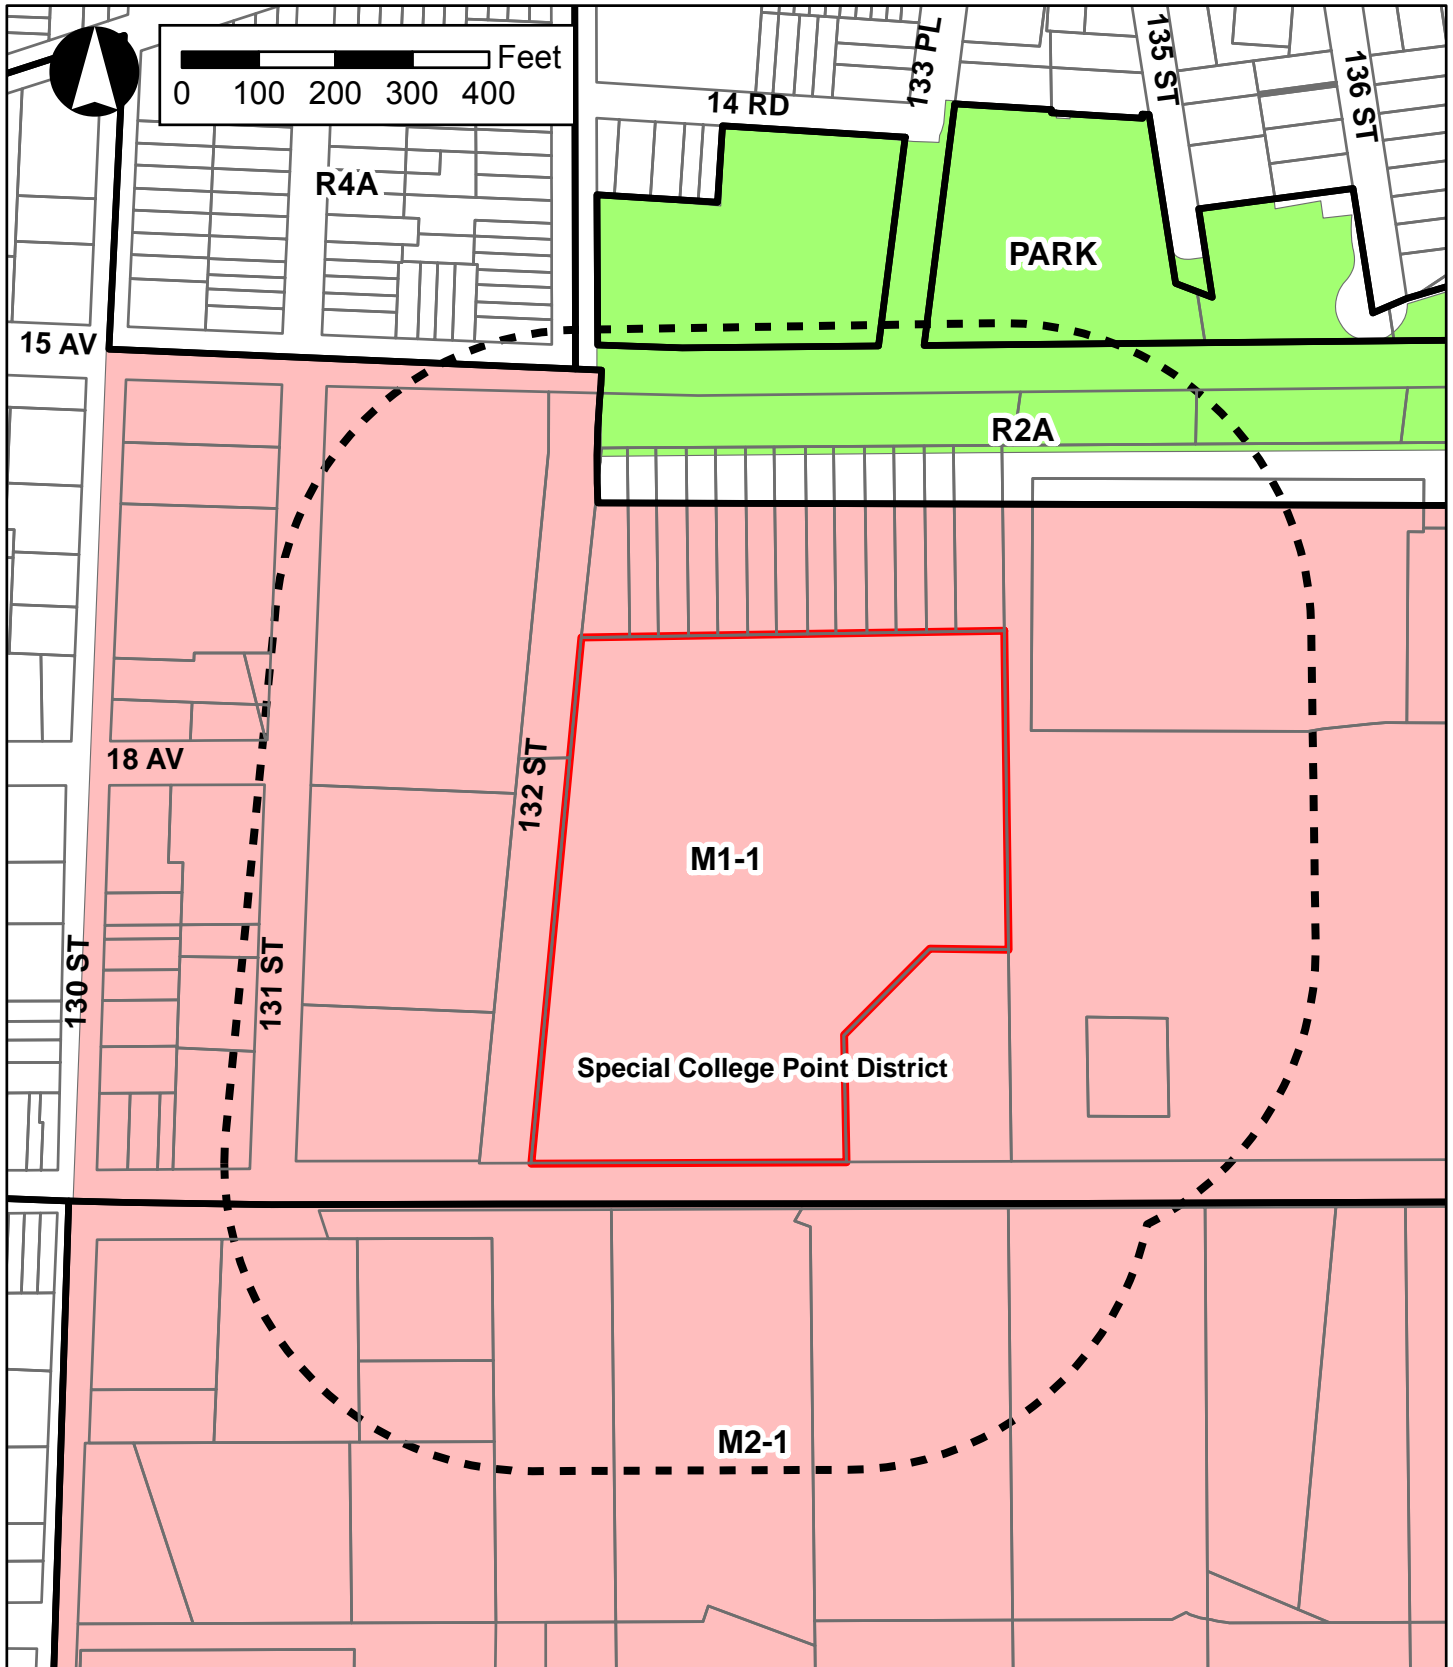 Feet
0 100 200 300 400
133 PL
135 ST
136 ST
14 RD
R4A
PARK
15 AV
R2A
18 AV
132 ST
M1-1
130 ST
131 ST
Special College Point District
M2-1